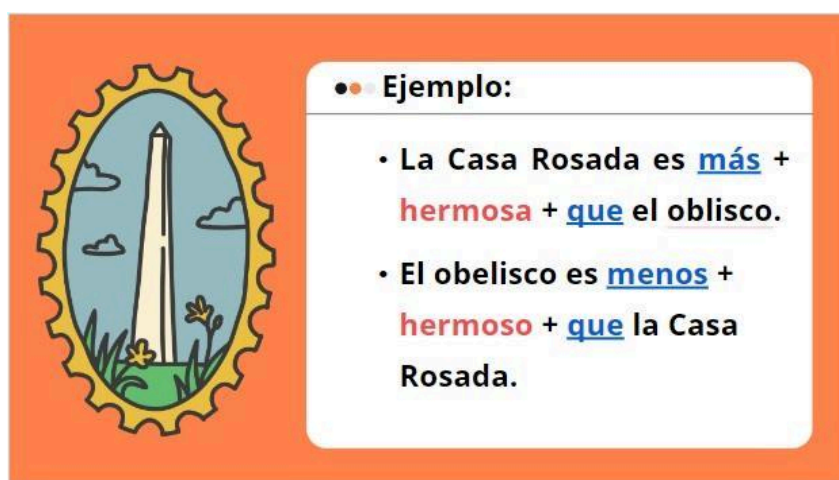 Ejemplo:
• La Casa Rosada es más +
hermosa + que el oblisco.
• El obelisco es menos +
hermoso + que la Casa
Rosada.